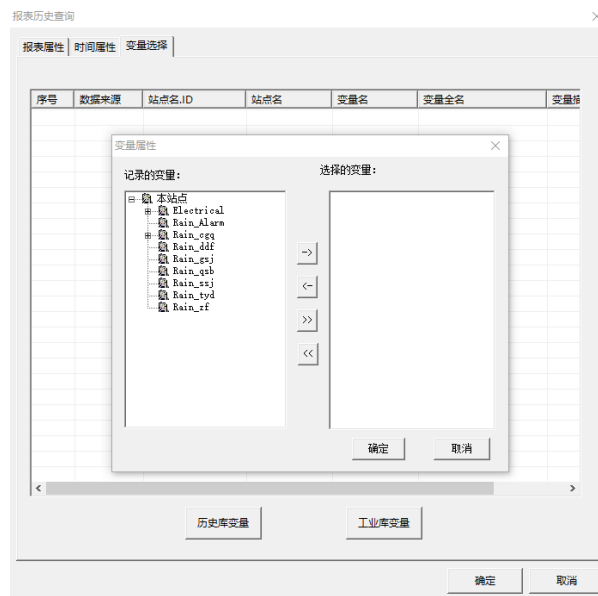 报表历史查询
报表属性 时间属性 变量选择
序号 数据来源 站点名.ID 站点名 变量名 变量全名
变量属性
记录的变量： 选择的变量：
本站点
Electrical
Rain_Alarm
Rain_cgq
Rain_ddf
Rain_gsj
Rain_qsb
Rain_ssj
Rain_tyd
Rain_zf
->
<-
>>
<<
确定 取消
历史库变量 工业库变量
确定 取消